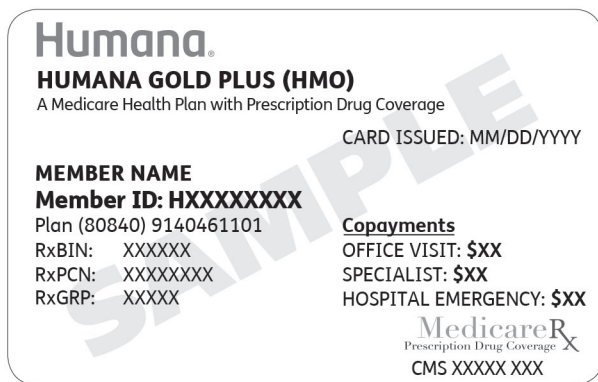 Humana®
HUMANA GOLD PLUS (HMO)
A Medicare Health Plan with Prescription Drug Coverage
CARD ISSUED: MM/DD/YYYY
MEMBER NAME
Member ID: HXXXXXXXX
Plan (80840) 9140461101
RxBIN: XXXXXX
RxPCN: XXXXXXXX
RxGRP: XXXXX
Copayments
OFFICE VISIT: $XX
SPECIALIST: $XX
HOSPITAL EMERGENCY: $XX
MedicareRx
Prescription Drug Coverage
CMS XXXXX XXX
SAMPLE